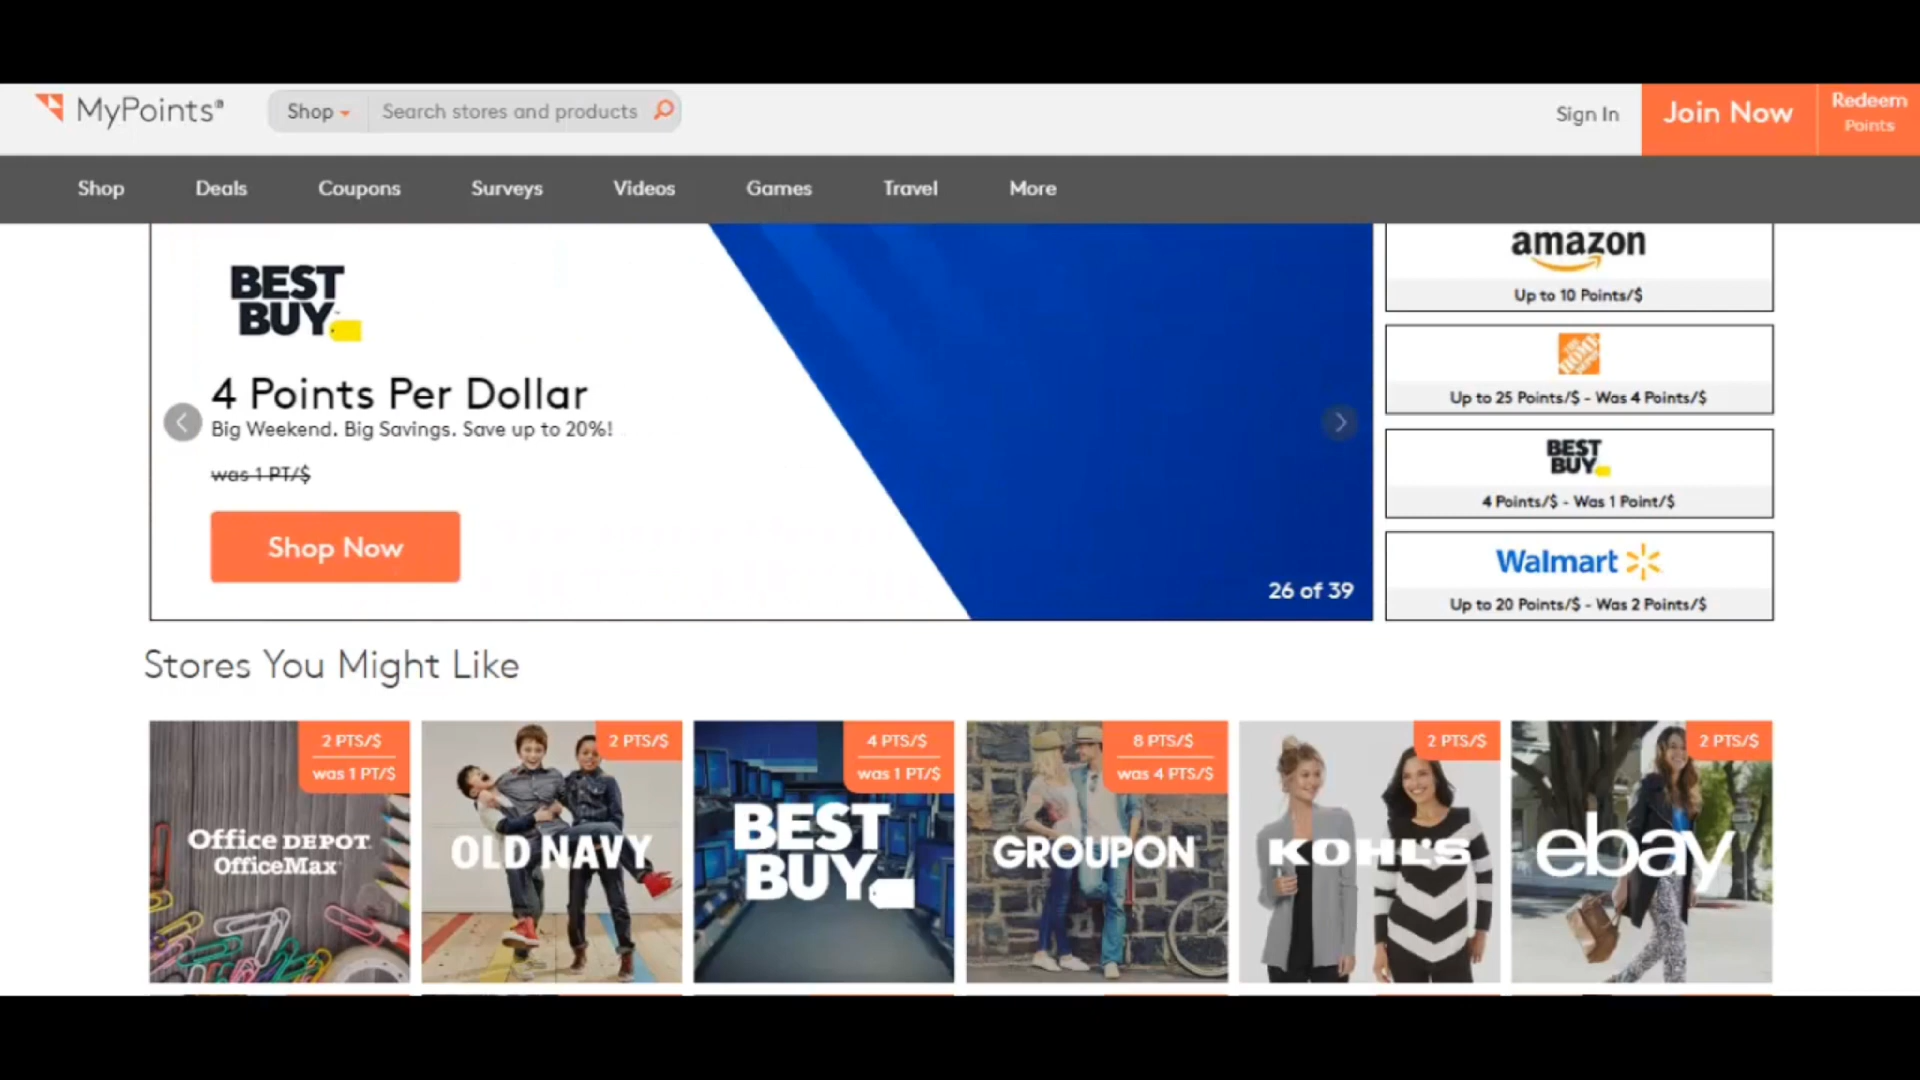 MyPoints®
Shop
Search stores and products
Sign In
Join Now
Redeem
Points
Shop
Deals
Coupons
Surveys
Videos
Games
Travel
More
BEST
BUY
4 Points Per Dollar
Big Weekend. Big Savings. Save up to 20%!
was 1 PT/$
Shop Now
26 of 39
amazon
Up to 10 Points/$
THE HOME DEPOT
Up to 25 Points/$ - Was 4 Points/$
BEST
BUY
4 Points/$ - Was 1 Point/$
Walmart
Up to 20 Points/$ - Was 2 Points/$
Stores You Might Like
2 PTS/$
was 1 PT/$
Office DEPOT
OfficeMax
2 PTS/$
OLD NAVY
4 PTS/$
was 1 PT/$
BEST
BUY
8 PTS/$
was 4 PTS/$
GROUPON
2 PTS/$
KOHL'S
2 PTS/$
ebay